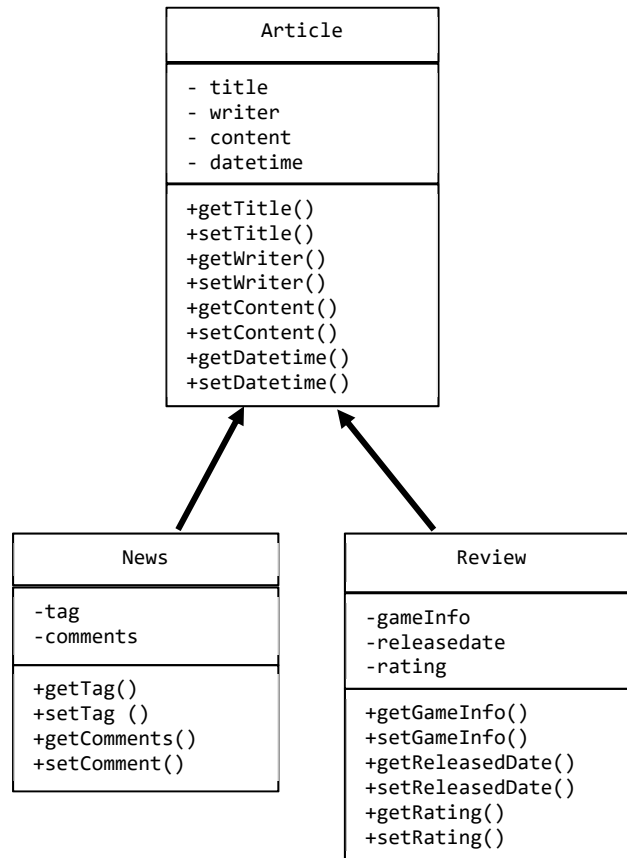 Article
- title
- writer
- content
- datetime
+getTitle()
+setTitle()
+getWriter()
+setWriter()
+getContent()
+setContent()
+getDatetime()
+setDatetime()
News
-tag
-comments
+getTag()
+setTag ()
+getComments()
+setComment()
Review
-gameInfo
-releasedate
-rating
+getGameInfo()
+setGameInfo()
+getReleasedDate()
+setReleasedDate()
+getRating()
+setRating()